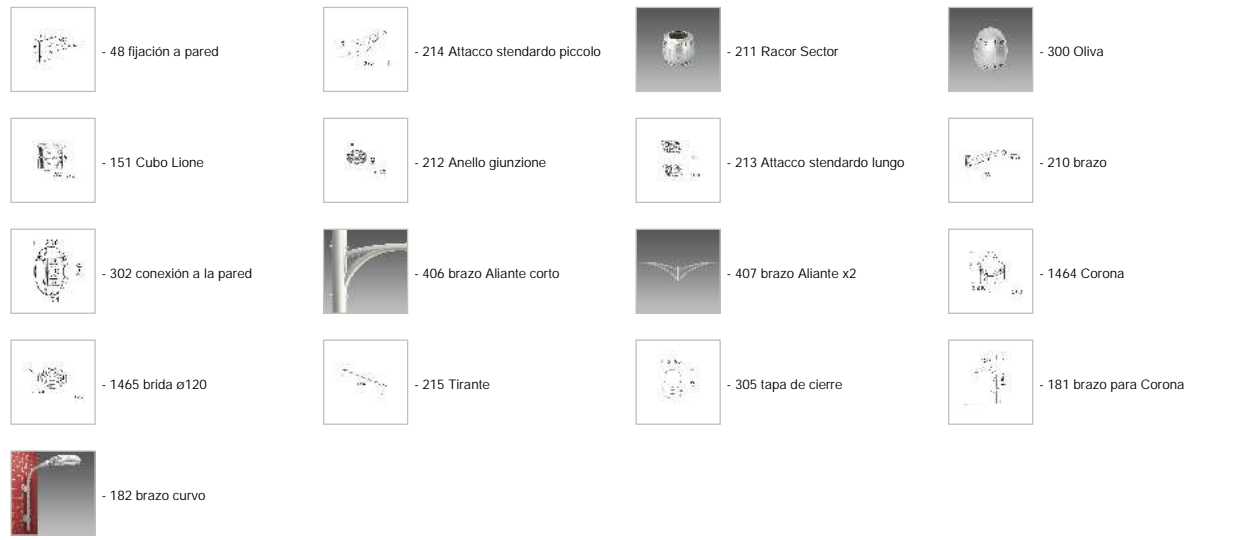 - 48 fijación a pared
- 214 Attacco stendardo piccolo
- 211 Racor Sector
- 300 Oliva
- 151 Cubo Lione
- 212 Anello giunzione
- 213 Attacco stendardo lungo
- 210 brazo
- 302 conexión a la pared
- 406 brazo Aliante corto
- 407 brazo Aliante x2
- 1464 Corona
- 1465 brida ø120
- 215 Tirante
- 305 tapa de cierre
- 181 brazo para Corona
- 182 brazo curvo